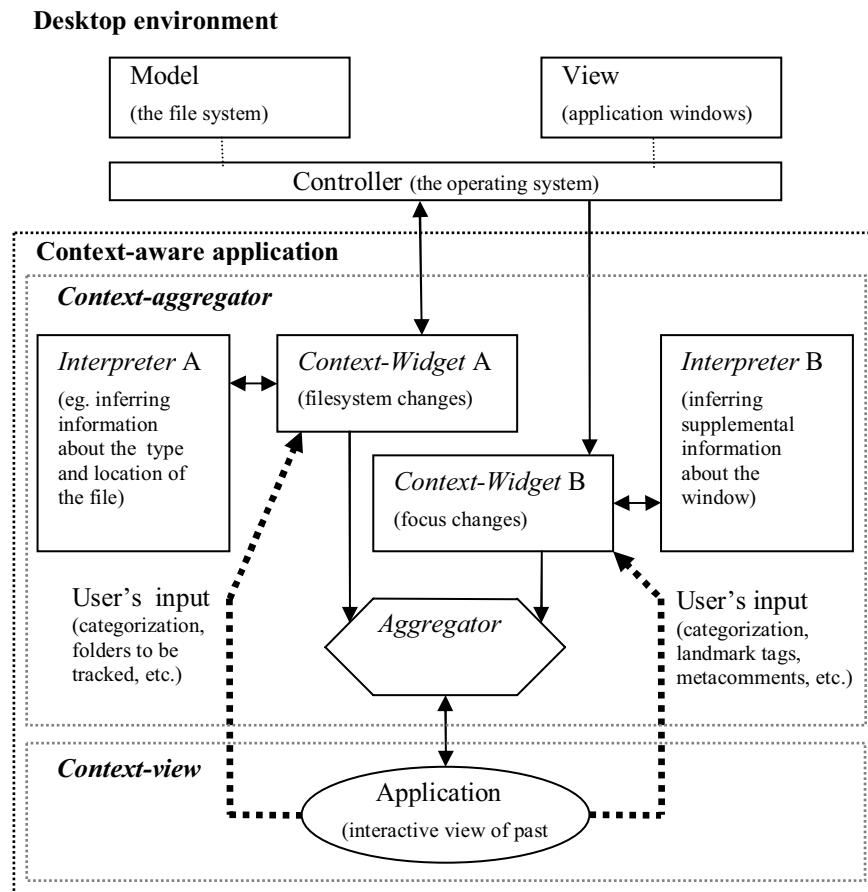 Desktop environment
Model
(the file system)
View
(application windows)
Controller (the operating system)
Context-aware application
Context-aggregator
Interpreter A
(eg. inferring
information
about the type
and location of
the file)
Context-Widget A
(filesystem changes)
Interpreter B
(inferring
supplemental
information
about the
window)
Context-Widget B
(focus changes)
User's input
(categorization,
folders to be
tracked, etc.)
Aggregator
User's input
(categorization,
landmark tags,
metacomments, etc.)
Context-view
Application
(interactive view of past